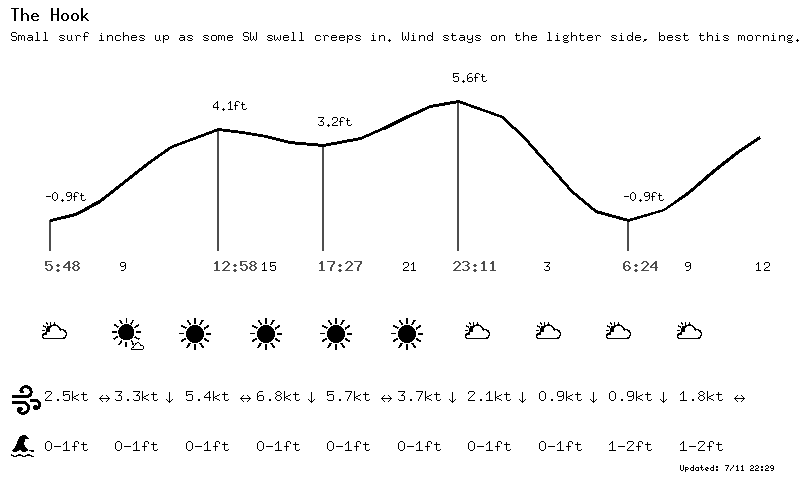 The Hook
Small surf inches up as some SW swell creeps in. Wind stays on the lighter side, best this morning.
5.6ft
4.1ft
3.2ft
-0.9ft -0.9ft
5:48 9 12:58 15 17:27 21 23:11 3 6:24 9 12
2.5kt ↔ 3.3kt ↓ 5.4kt ↔ 6.8kt ↓ 5.7kt ↔ 3.7kt ↓ 2.1kt ↓ 0.9kt ↓ 0.9kt ↓ 1.8kt ↔
0-1ft 0-1ft 0-1ft 0-1ft 0-1ft 0-1ft 0-1ft 0-1ft 1-2ft 1-2ft
Updated: 7/11 22:29